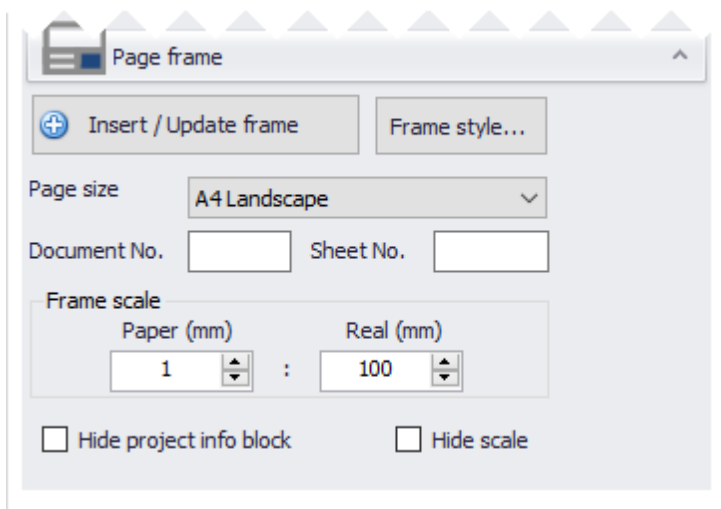 Page frame
Insert / Update frame Frame style...
Page size A4 Landscape
Document No. Sheet No.
Frame scale
Paper (mm) Real (mm)
1 : 100
Hide project info block Hide scale